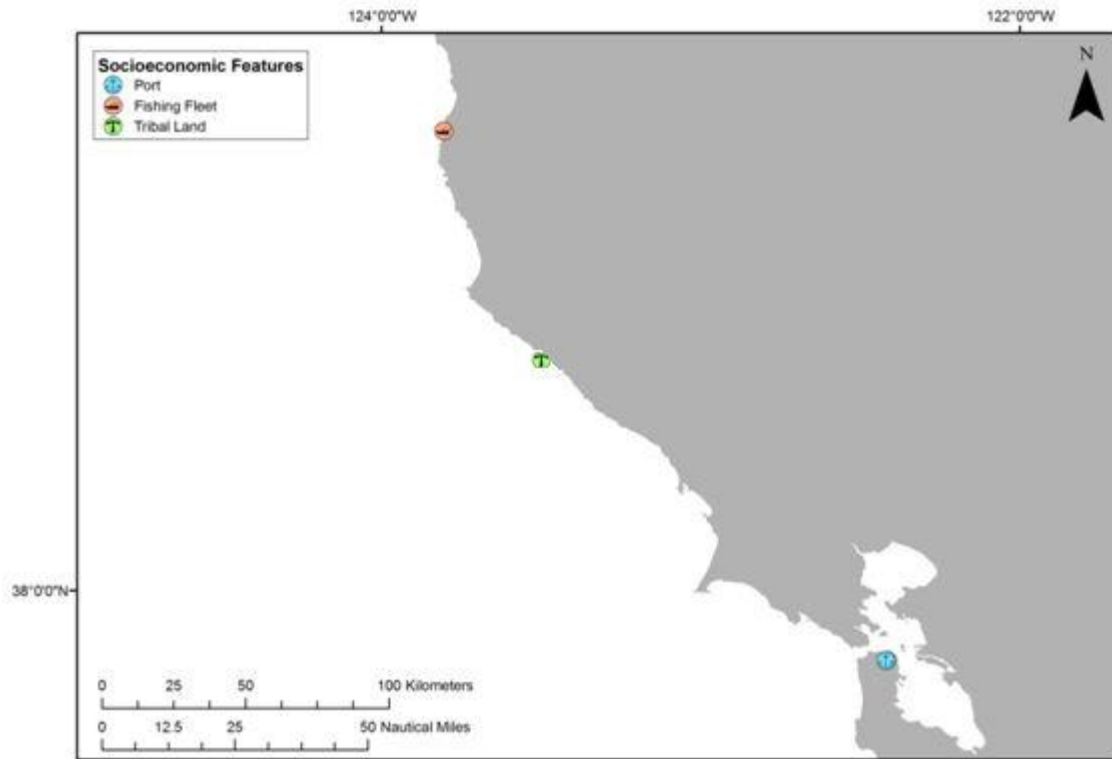 124°0'0"W
122°0'0"W
N
Socioeconomic Features
Port
Fishing Fleet
Tribal Land
38°0'0"N
0 25 50 100 Kilometers
0 12.5 25 50 Nautical Miles